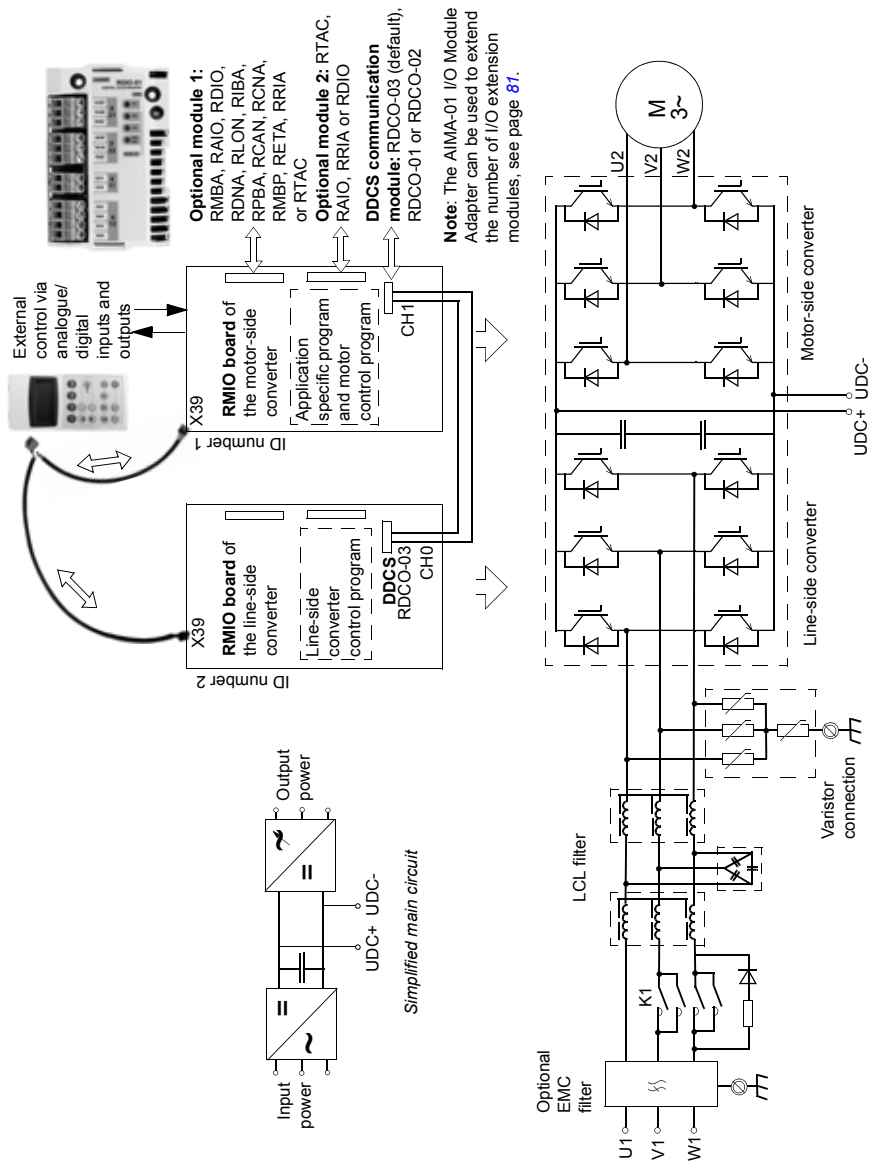 External
control via
analogue/
digital
inputs and
outputs
Optional module 1:
RMBA, RAIO, RDIO,
RDNA, RLON, RIBA,
RPBA, RCAN, RCNA,
RMBP, RETA, RRIA
or RTAC
Optional module 2: RTAC,
RAIO, RRIA or RDIO
DDCS communication
module: RDCO-03 (default),
RDCO-01 or RDCO-02
Note: The AIMA-01 I/O Module
Adapter can be used to extend
the number of I/O extension
modules, see page 81.
ID number 2
X39
RMIO board of
the line-side
converter
Line-side
converter
control program
DDCS
RDCO-03
CH0
ID number 1
X39
RMIO board of
the motor-side
converter
Application
specific program
and motor
control program
CH1
Input
power
~
=
=
~
Output
power
UDC+
UDC-
Simplified main circuit
U1
V1
W1
Optional
EMC
filter
K1
LCL filter
Varistor
connection
Line-side converter
UDC+
UDC-
Motor-side converter
U2
V2
W2
M
3~